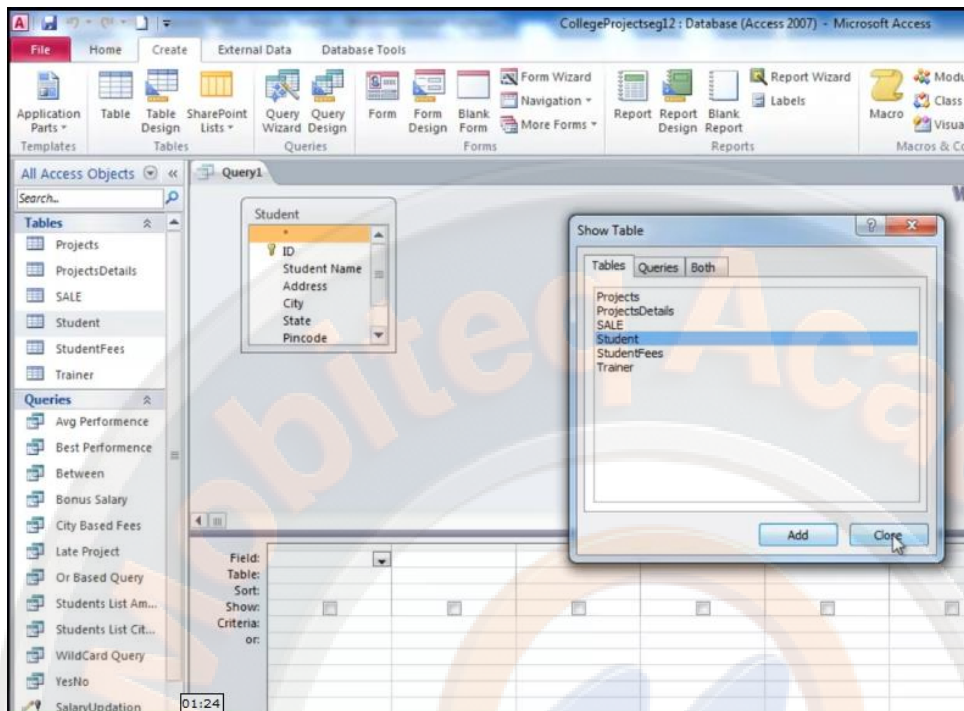 CollegeProjectseg12 : Database (Access 2007) - Microsoft Access
File Home Create External Data Database Tools
Application Parts
Table
Table Design
SharePoint Lists
Query Wizard
Query Design
Form
Form Design
Blank Form
Form Wizard
Navigation
More Forms
Report
Report Design
Blank Report
Report Wizard
Labels
Macro
Modu
Class
Visua
Templates Tables Queries Forms Reports Macros & Co
All Access Objects
Search..
Tables
Projects
ProjectsDetails
SALE
Student
StudentFees
Trainer
Queries
Avg Performence
Best Performence
Between
Bonus Salary
City Based Fees
Late Project
Or Based Query
Students List Am...
Students List Cit...
WildCard Query
YesNo
SalaryUpdation
Query1
Student
*
ID
Student Name
Address
City
State
Pincode
Show Table
Tables Queries Both
Projects
ProjectsDetails
SALE
Student
StudentFees
Trainer
Add Close
Field:
Table:
Sort:
Show:
Criteria:
or:
01:24
Mobiteq Aca